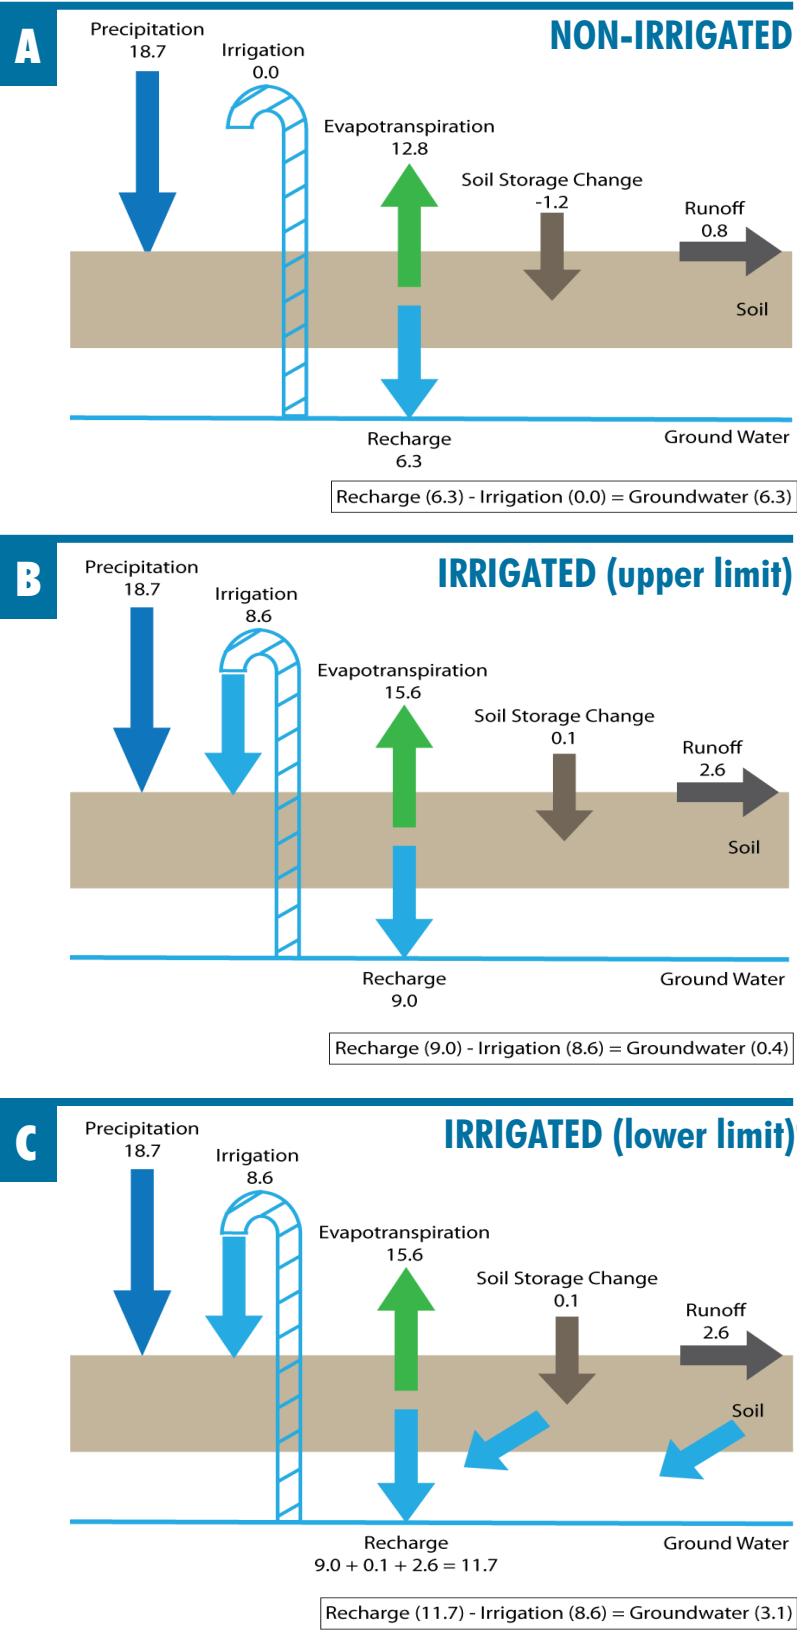 A
NON-IRRIGATED
Precipitation
18.7
Irrigation
0.0
Evapotranspiration
12.8
Soil Storage Change
-1.2
Runoff
0.8
Soil
Recharge
6.3
Ground Water
Recharge (6.3) - Irrigation (0.0) = Groundwater (6.3)
B
IRRIGATED (upper limit)
Precipitation
18.7
Irrigation
8.6
Evapotranspiration
15.6
Soil Storage Change
0.1
Runoff
2.6
Soil
Recharge
9.0
Ground Water
Recharge (9.0) - Irrigation (8.6) = Groundwater (0.4)
C
IRRIGATED (lower limit)
Precipitation
18.7
Irrigation
8.6
Evapotranspiration
15.6
Soil Storage Change
0.1
Runoff
2.6
Soil
Recharge
9.0 + 0.1 + 2.6 = 11.7
Ground Water
Recharge (11.7) - Irrigation (8.6) = Groundwater (3.1)